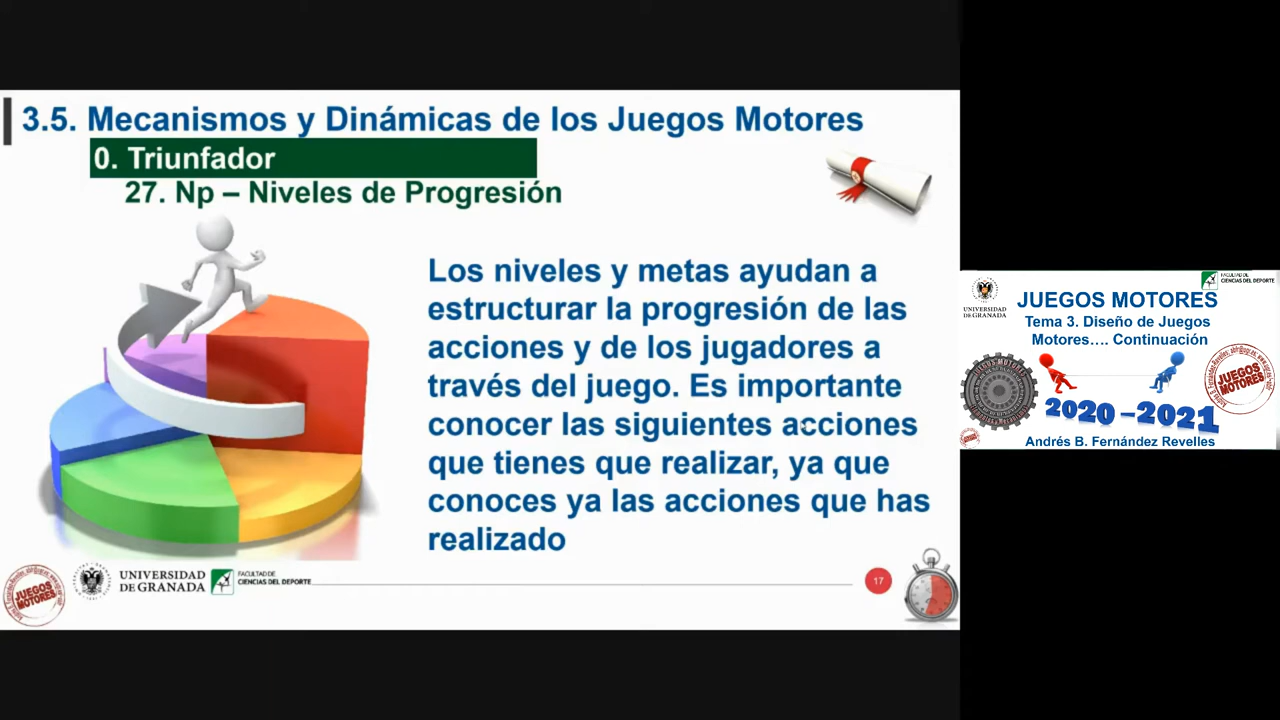 3.5. Mecanismos y Dinámicas de los Juegos Motores
0. Triunfador
27. Np – Niveles de Progresión
Los niveles y metas ayudan a
estructurar la progresión de las
acciones y de los jugadores a
través del juego. Es importante
conocer las siguientes acciones
que tienes que realizar, ya que
conoces ya las acciones que has
realizado
JUEGOS
MOTORES
UNIVERSIDAD
DE GRANADA
FACULTAD DE
CIENCIAS DEL DEPORTE
17
UNIVERSIDAD
DE GRANADA
FACULTAD DE
CIENCIAS DEL DEPORTE
JUEGOS MOTORES
Tema 3. Diseño de Juegos
Motores.... Continuación
JUEGOS MOTORES
JUEGOS
MOTORES
2020 –2021
Andrés B. Fernández Revelles